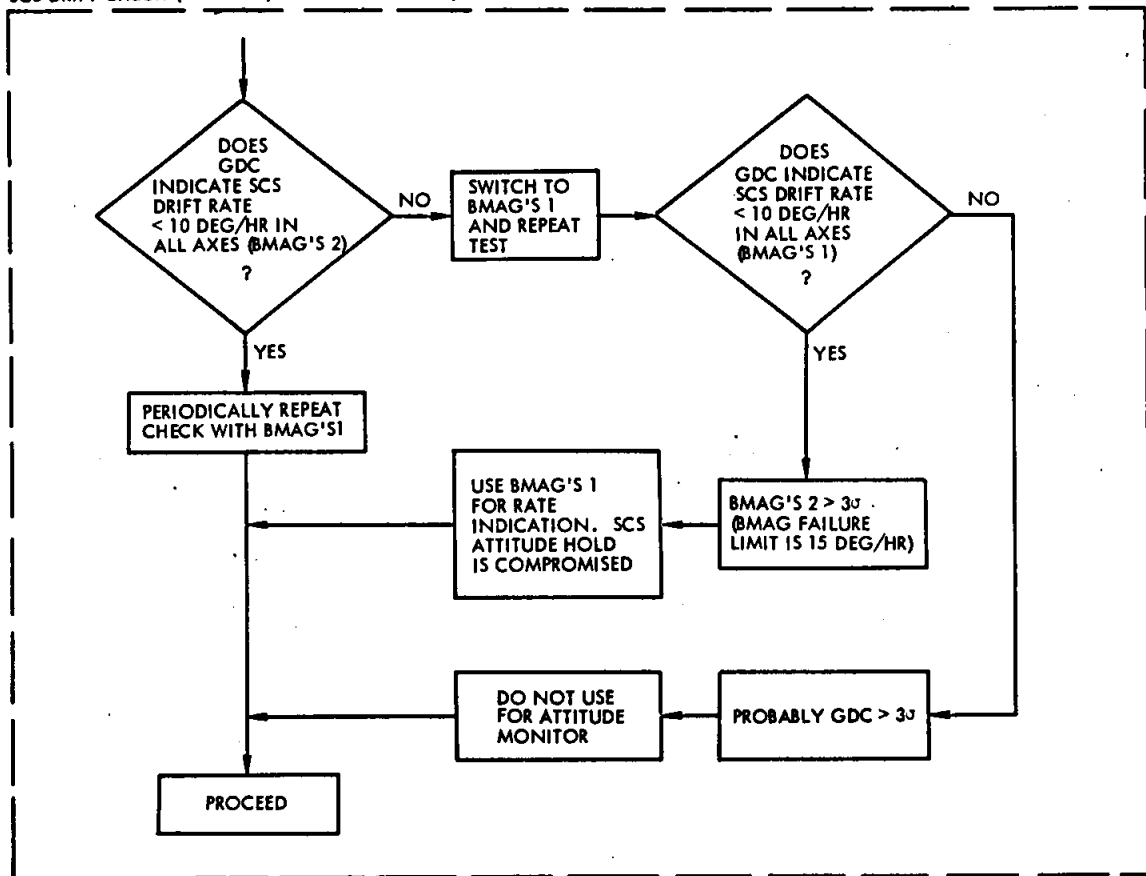 DOES
GDC
INDICATE SCS
DRIFT RATE
< 10 DEG/HR IN
ALL AXES (BMAG'S 2)
?
NO
SWITCH TO
BMAG'S 1
AND REPEAT
TEST
DOES
GDC INDICATE
SCS DRIFT RATE
< 10 DEG/HR
IN ALL AXES
(BMAG'S 1)
?
NO
YES
YES
PERIODICALLY REPEAT
CHECK WITH BMAG'S1
USE BMAG'S 1
FOR RATE
INDICATION. SCS
ATTITUDE HOLD
IS COMPROMISED
BMAG'S 2 > 3σ
(BMAG FAILURE
LIMIT IS 15 DEG/HR)
DO NOT USE
FOR ATTITUDE
MONITOR
PROBABLY GDC > 3σ
PROCEED